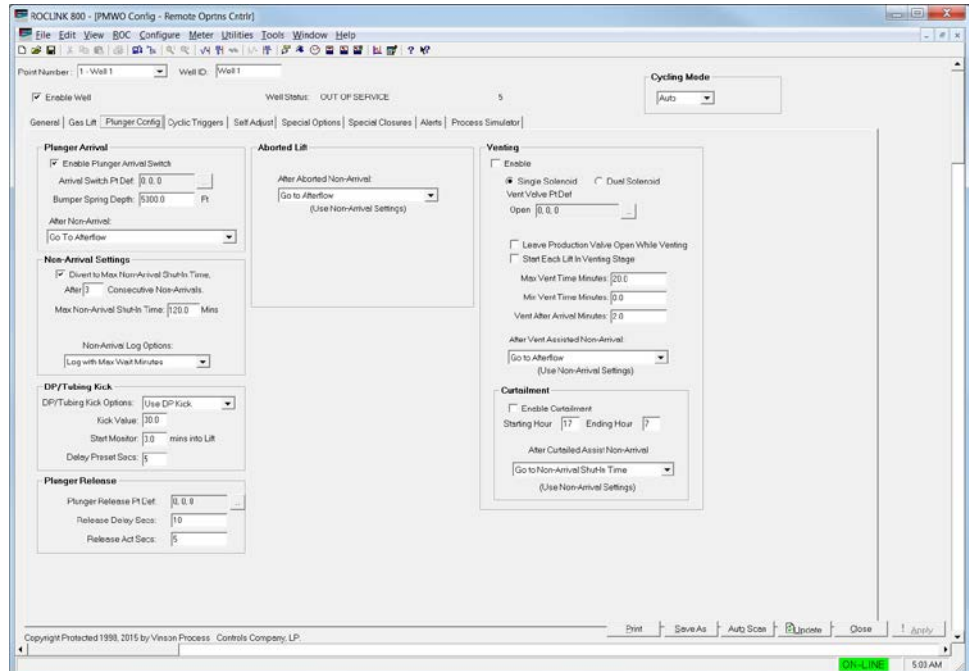 ROCLINK 800 - [PMWO Config - Remote Oprtns Cntrlr]
File Edit View ROC Configure Meter Utilities Tools Window Help
Point Number: 1 - Well 1 Well ID: Well 1
Cycling Mode
Enable Well Well Status: OUT OF SERVICE 5
Auto
General Gas Lift Plunger Config Cyclic Triggers Self Adjust Special Options Special Closures Alerts Process Simulator
Plunger Arrival
Enable Plunger Arrival Switch
Arrival Switch Pt Def: 0, 0, 0 ...
Bumper Spring Depth: 5300.0 Ft
After Non-Arrival:
Go To Afterflow
Non-Arrival Settings
Divert to Max Non-Arrival Shut-In Time,
After 3 Consecutive Non-Arrivals.
Max Non-Arrival Shut-In Time: 120.0 Mins
Non-Arrival Log Options:
Log with Max Wait Minutes
DP/Tubing Kick
DP/Tubing Kick Options: Use DP Kick
Kick Value: 30.0
Start Monitor: 3.0 mins into Lift
Delay Preset Secs: 5
Plunger Release
Plunger Release Pt Def: 0, 0, 0 ...
Release Delay Secs: 10
Release Act Secs: 5
Aborted Lift
After Aborted Non-Arrival:
Go to Afterflow
(Use Non-Arrival Settings)
Venting
Enable
Single Solenoid Dual Solenoid
Vent Valve Pt Def
Open 0, 0, 0 ...
Leave Production Valve Open While Venting
Start Each Lift In Venting Stage
Max Vent Time Minutes: 20.0
Min Vent Time Minutes: 0.0
Vent After Arrival Minutes: 2.0
After Vent Assisted Non-Arrival:
Go to Afterflow
(Use Non-Arrival Settings)
Curtailment
Enable Curtailment
Starting Hour 17 Ending Hour 7
After Curtailed Assist Non-Arrival
Go to Non-Arrival Shut-In Time
(Use Non-Arrival Settings)
Copyright Protected 1998, 2015 by Vinson Process Controls Company, LP.
Print Save As Auto Scan Update Close ! Apply
ON-LINE 5:03 AM